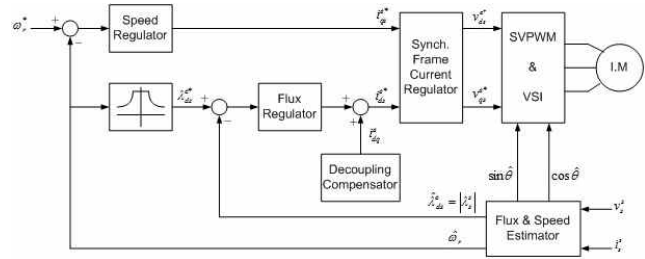 ω*r
+
−
Speed
Regulator
i^e*_qs
v^e*_ds
Synch.
Frame
Current
Regulator
SVPWM
&
VSI
I.M
λ^e*_ds
+
−
Flux
Regulator
+
+
i^e*_ds
v^e*_qs
i^e_dq
Decoupling
Compensator
sin θ̂
cos θ̂
λ̂^e_ds = |λ^s_s|
ω̂r
Flux & Speed
Estimator
v^s_s
i^s_s